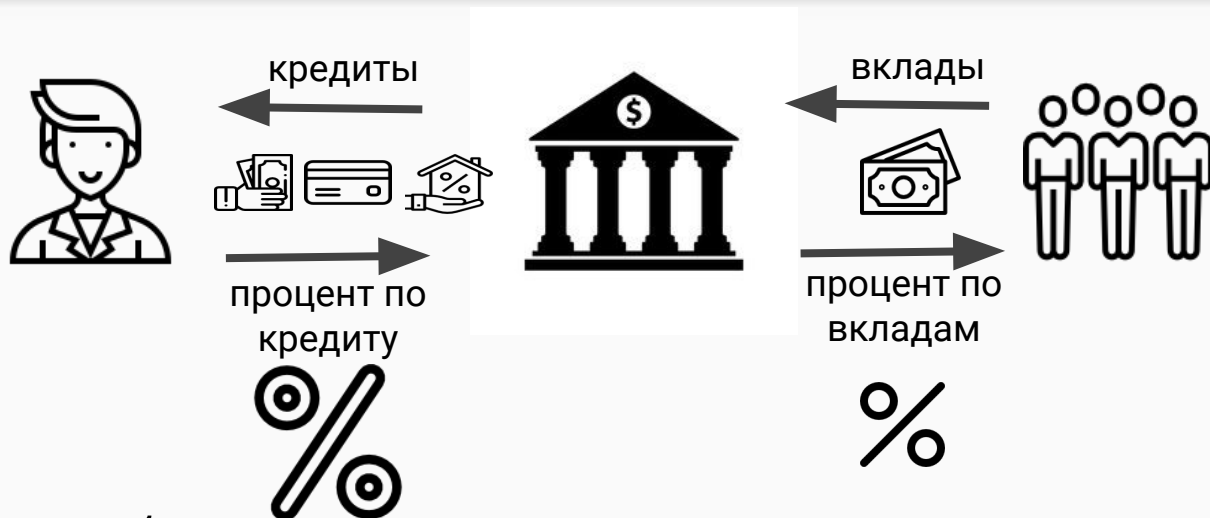 кредиты
вклады
$
процент по
кредиту
%
процент по
вкладам
%